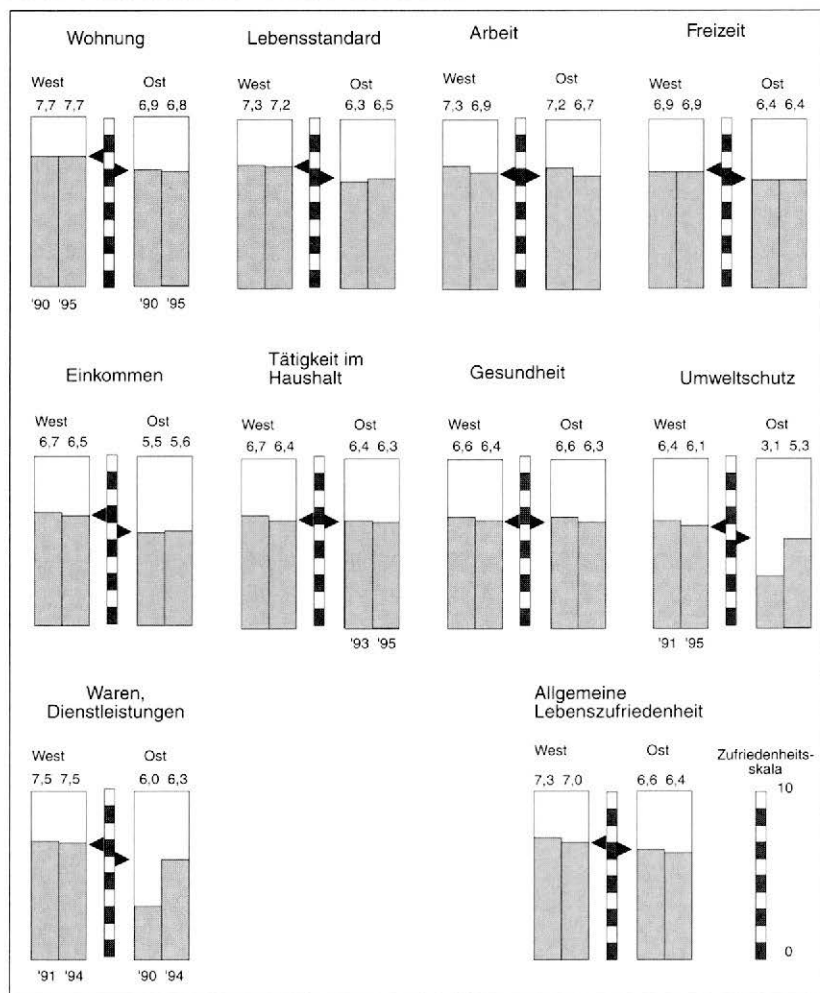 Wohnung
West Ost
7,7 7,7 6,9 6,8
'90 '95 '90 '95
Lebensstandard
West Ost
7,3 7,2 6,3 6,5
Arbeit
West Ost
7,3 6,9 7,2 6,7
Freizeit
West Ost
6,9 6,9 6,4 6,4
Einkommen
West Ost
6,7 6,5 5,5 5,6
Tätigkeit im
Haushalt
West Ost
6,7 6,4 6,4 6,3
'93 '95
Gesundheit
West Ost
6,6 6,4 6,6 6,3
Umweltschutz
West Ost
6,4 6,1 3,1 5,3
'91 '95
Waren,
Dienstleistungen
West Ost
7,5 7,5 6,0 6,3
'91 '94 '90 '94
Allgemeine
Lebenszufriedenheit
West Ost
7,3 7,0 6,6 6,4
Zufriedenheits-
skala
10
0